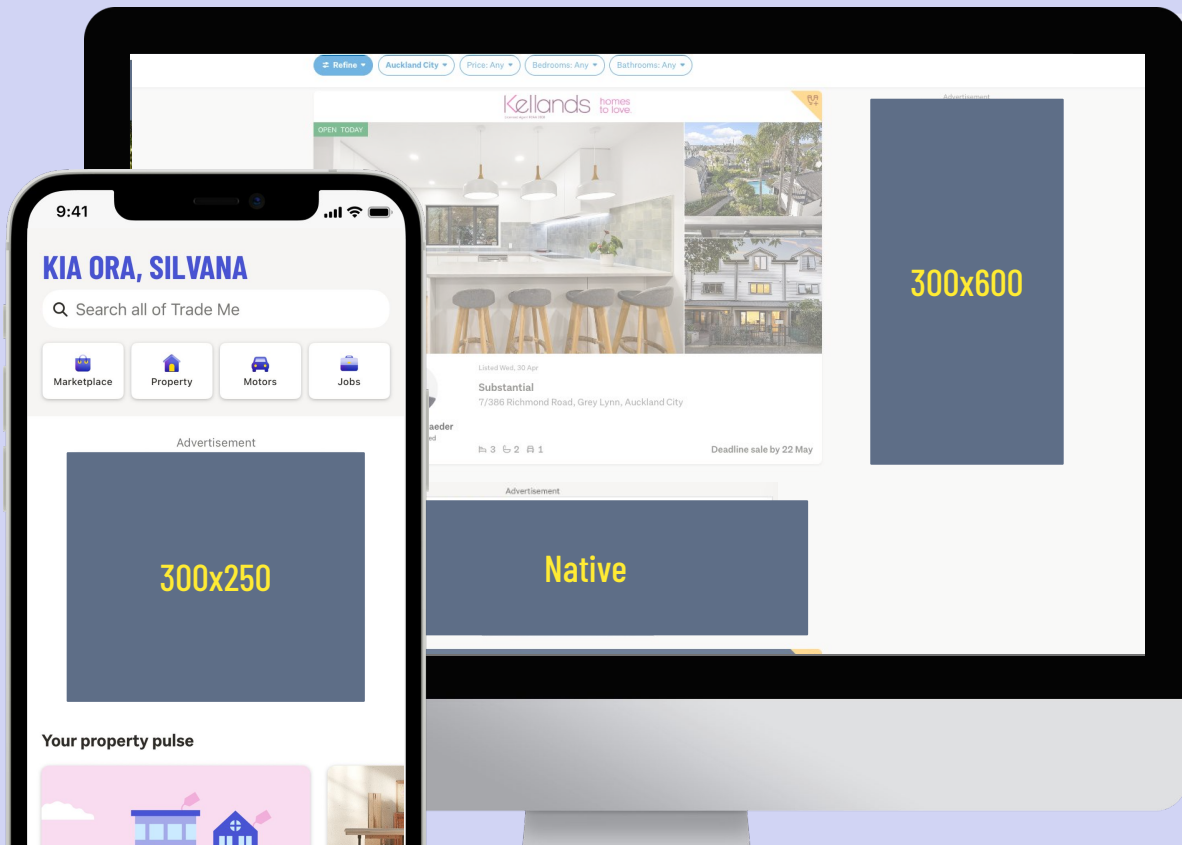 Refine
Auckland City
Price: Any
Bedrooms: Any
Bathrooms: Any
Kellands homes
to love
OPEN TODAY
Advertisement
300x600
Listed Wed, 30 Apr
Substantial
7/386 Richmond Road, Grey Lynn, Auckland City
aeder
ed
3 2 1
Deadline sale by 22 May
Advertisement
Native
9:41
KIA ORA, SILVANA
Search all of Trade Me
Marketplace
Property
Motors
Jobs
Advertisement
300x250
Your property pulse